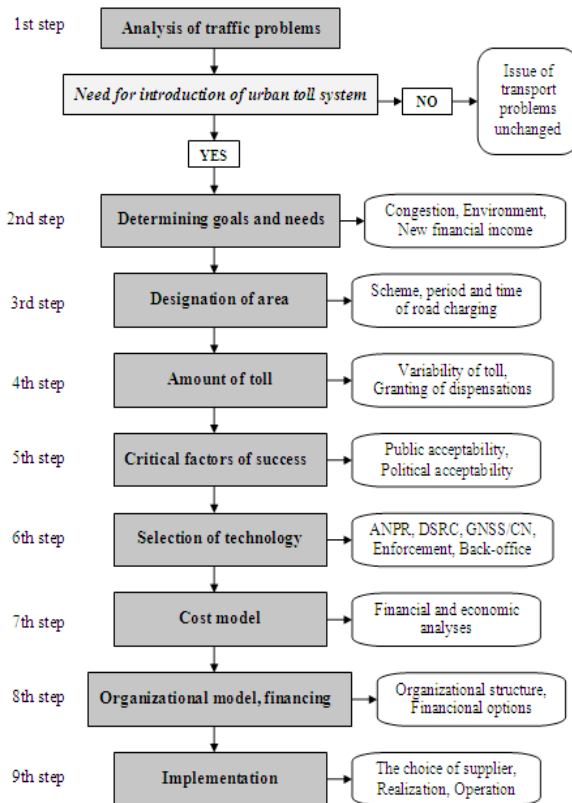 1st step
Analysis of traffic problems
Need for introduction of urban toll system
NO
Issue of
transport
problems
unchanged
YES
2nd step
Determining goals and needs
Congestion, Environment,
New financial income
3rd step
Designation of area
Scheme, period and time
of road charging
4th step
Amount of toll
Variability of toll,
Granting of dispensations
5th step
Critical factors of success
Public acceptability,
Political acceptability
6th step
Selection of technology
ANPR, DSRC, GNSS/CN,
Enforcement, Back-office
7th step
Cost model
Financial and economic
analyses
8th step
Organizational model, financing
Organizational structure,
Financional options
9th step
Implementation
The choice of supplier,
Realization, Operation